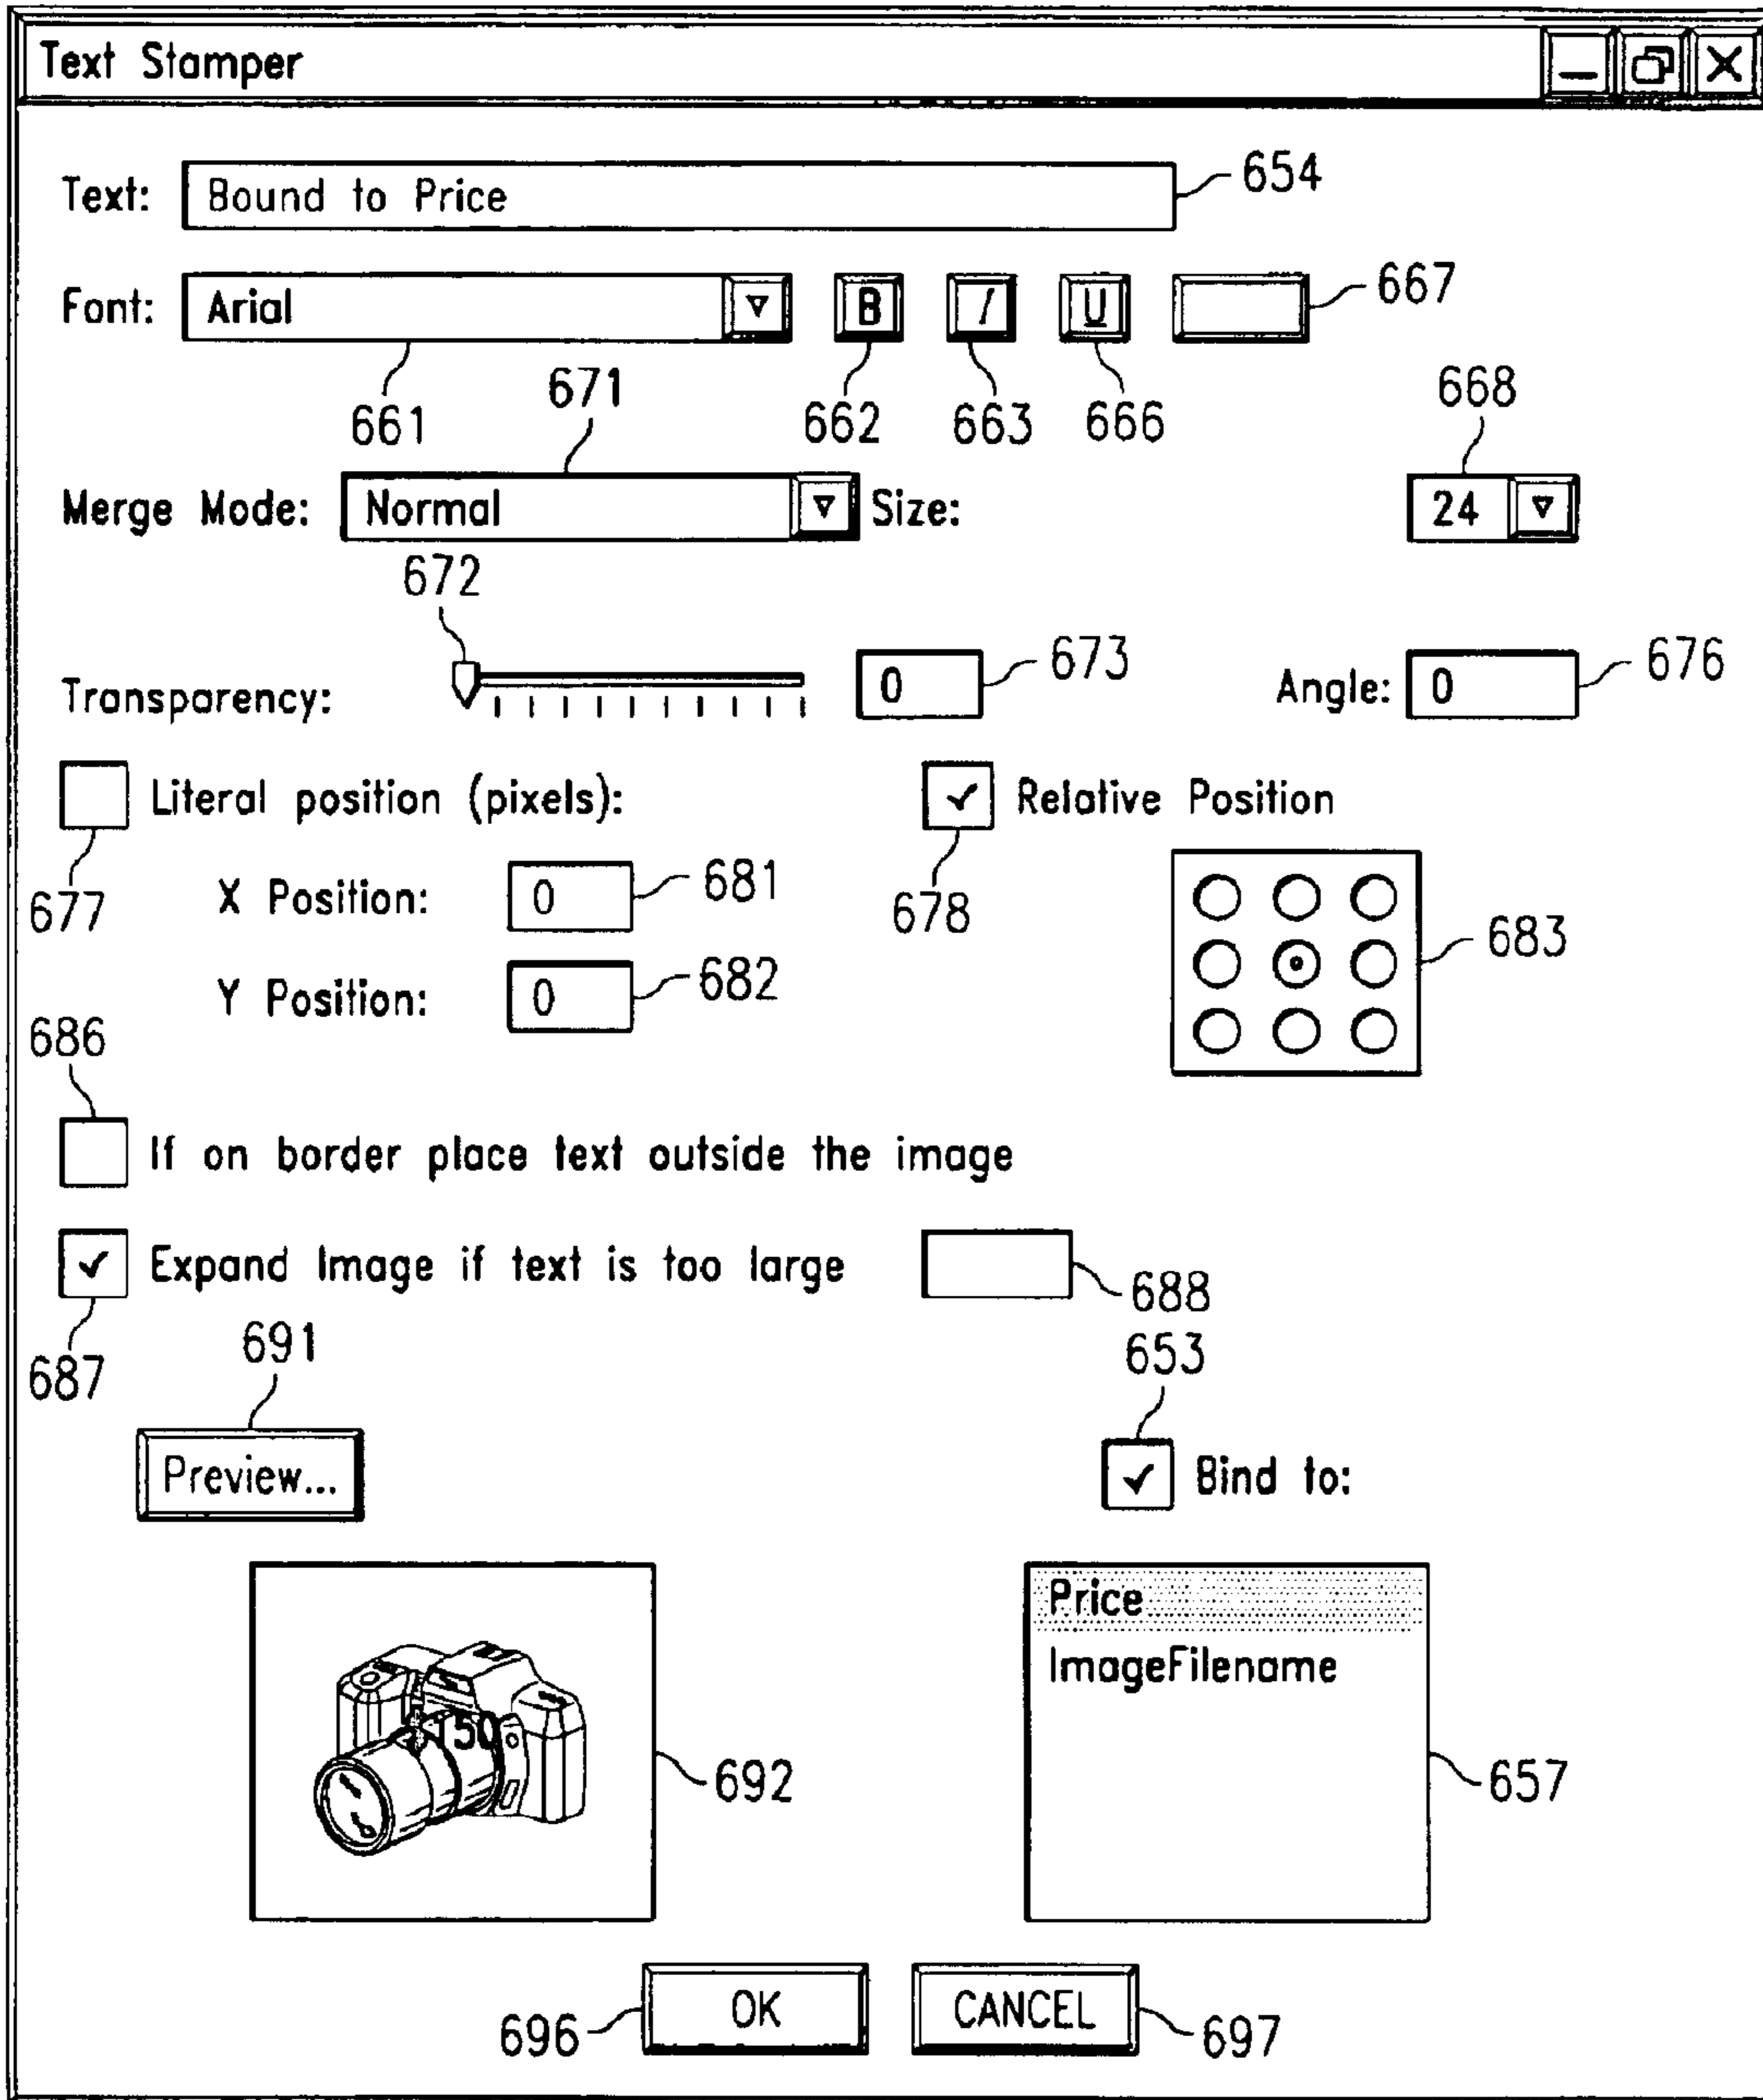 Text Stamper
Text: Bound to Price 654
Font: Arial B I U 667
661 671 662 663 666 668
Merge Mode: Normal Size: 24
672
Transparency: 0 673 Angle: 0 676
Literal position (pixels): Relative Position
677 X Position: 0 681 678
683
Y Position: 0 682
686
If on border place text outside the image
Expand Image if text is too large 688
687 691 653
Preview... Bind to:
Price
ImageFilename
150
692 657
696 OK CANCEL 697